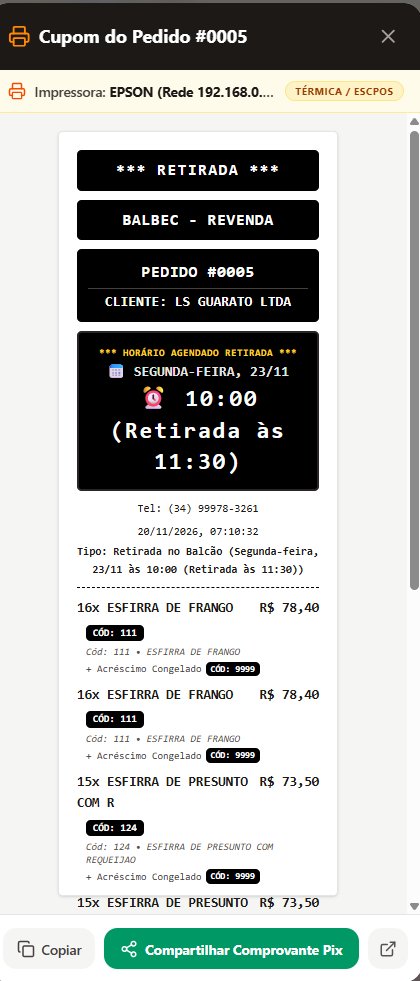 Cupom do Pedido #0005
Impressora: EPSON (Rede 192.168.0.... TÉRMICA / ESCPOS
*** RETIRADA ***
BALBEC - REVENDA
PEDIDO #0005
CLIENTE: LS GUARATO LTDA
*** HORÁRIO AGENDADO RETIRADA ***
SEGUNDA-FEIRA, 23/11
10:00
(Retirada às
11:30)
Tel: (34) 99978-3261
20/11/2026, 07:10:32
Tipo: Retirada no Balcão (Segunda-feira,
23/11 às 10:00 (Retirada às 11:30))
16x ESFIRRA DE FRANGO R$ 78,40
CÓD: 111
Cód: 111 • ESFIRRA DE FRANGO
+ Acréscimo Congelado CÓD: 9999
16x ESFIRRA DE FRANGO R$ 78,40
CÓD: 111
Cód: 111 • ESFIRRA DE FRANGO
+ Acréscimo Congelado CÓD: 9999
15x ESFIRRA DE PRESUNTO R$ 73,50
COM R
CÓD: 124
Cód: 124 • ESFIRRA DE PRESUNTO COM
REQUEIJAO
+ Acréscimo Congelado CÓD: 9999
15x ESFIRRA DE PRESUNTO R$ 73,50
Copiar
Compartilhar Comprovante Pix